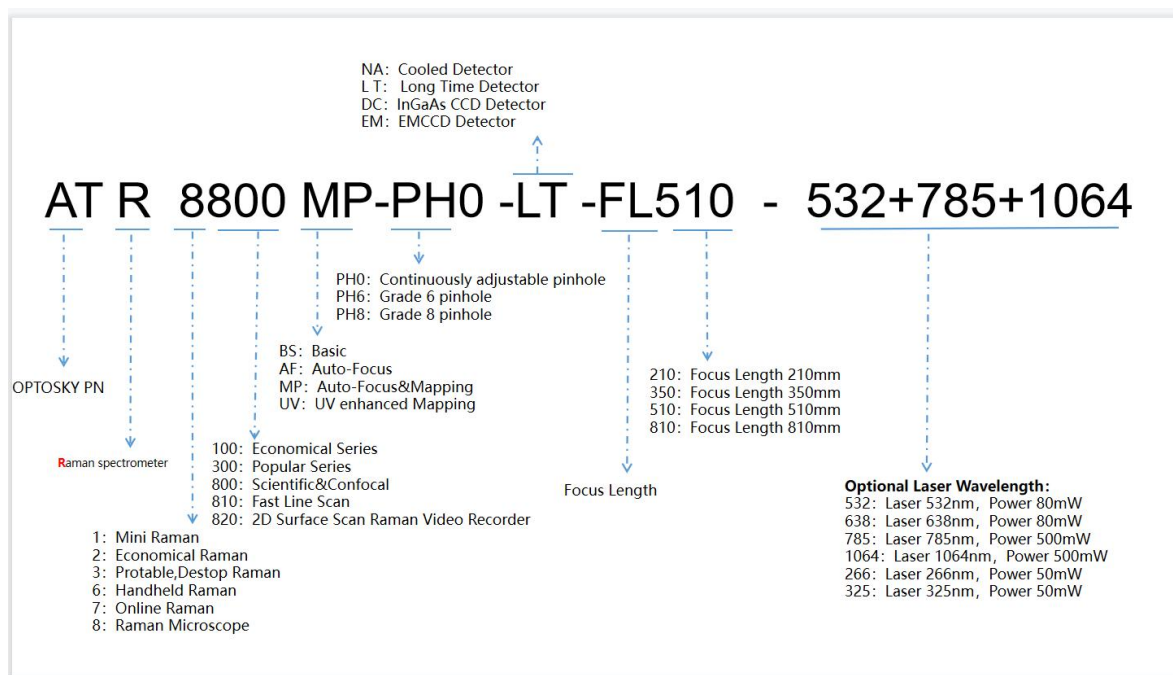 NA: Cooled Detector
L T: Long Time Detector
DC: InGaAs CCD Detector
EM: EMCCD Detector
AT R 8800 MP-PH0 -LT -FL510 - 532+785+1064
PH0: Continuously adjustable pinhole
PH6: Grade 6 pinhole
PH8: Grade 8 pinhole
BS: Basic
AF: Auto-Focus
MP: Auto-Focus&Mapping
UV: UV enhanced Mapping
OPTOSKY PN
210: Focus Length 210mm
350: Focus Length 350mm
510: Focus Length 510mm
810: Focus Length 810mm
Raman spectrometer
100: Economical Series
300: Popular Series
800: Scientific&Confocal
810: Fast Line Scan
820: 2D Surface Scan Raman Video Recorder
Focus Length
Optional Laser Wavelength:
532: Laser 532nm, Power 80mW
638: Laser 638nm, Power 80mW
785: Laser 785nm, Power 500mW
1064: Laser 1064nm, Power 500mW
266: Laser 266nm, Power 50mW
325: Laser 325nm, Power 50mW
1: Mini Raman
2: Economical Raman
3: Protable,Destop Raman
6: Handheld Raman
7: Online Raman
8: Raman Microscope